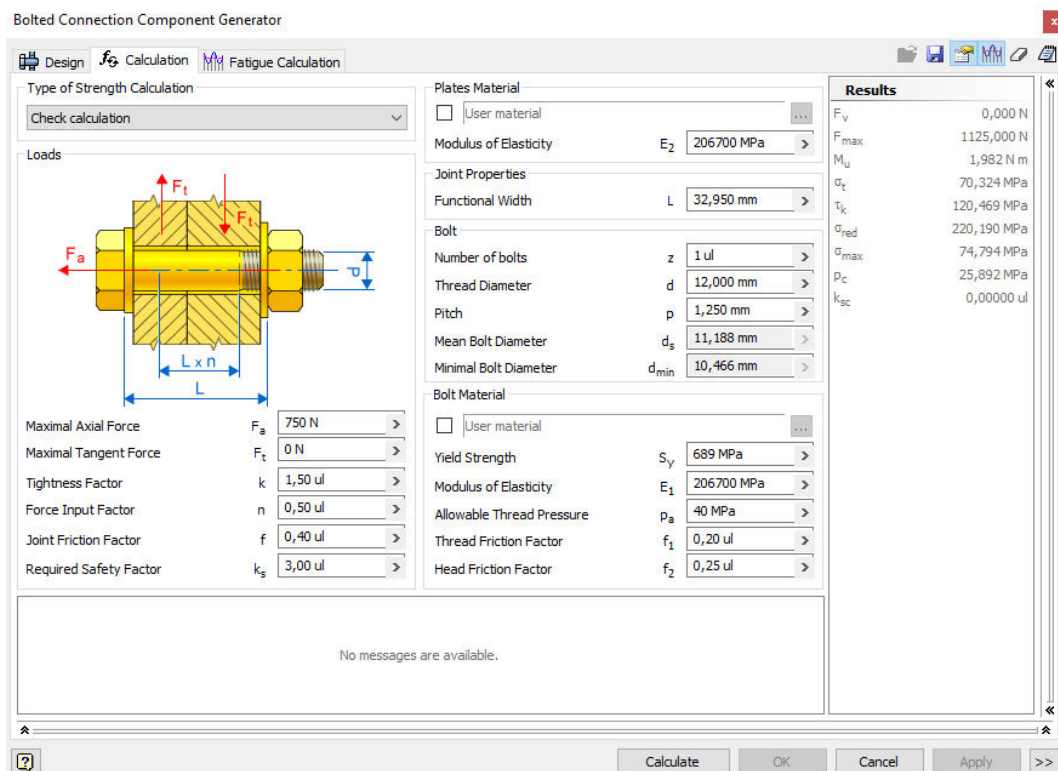 Bolted Connection Component Generator
x
Design
Calculation
Fatigue Calculation
Type of Strength Calculation
Check calculation
Loads
Ft
Ft
Fa
d
L x n
L
Maximal Axial Force Fa 750 N >
Maximal Tangent Force Ft 0 N >
Tightness Factor k 1,50 ul >
Force Input Factor n 0,50 ul >
Joint Friction Factor f 0,40 ul >
Required Safety Factor ks 3,00 ul >
Plates Material
User material ...
Modulus of Elasticity E2 206700 MPa >
Joint Properties
Functional Width L 32,950 mm >
Bolt
Number of bolts z 1 ul >
Thread Diameter d 12,000 mm >
Pitch p 1,250 mm >
Mean Bolt Diameter ds 11,188 mm >
Minimal Bolt Diameter dmin 10,466 mm >
Bolt Material
User material ...
Yield Strength Sy 689 MPa >
Modulus of Elasticity E1 206700 MPa >
Allowable Thread Pressure pa 40 MPa >
Thread Friction Factor f1 0,20 ul >
Head Friction Factor f2 0,25 ul >
Results
Fv 0,000 N
Fmax 1125,000 N
Mu 1,982 N m
σt 70,324 MPa
τk 120,469 MPa
σred 220,190 MPa
σmax 74,794 MPa
pc 25,892 MPa
ksc 0,00000 ul
No messages are available.
?
Calculate
OK
Cancel
Apply
>>